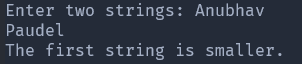 Enter two strings: Anubhav
Paudel
The first string is smaller.